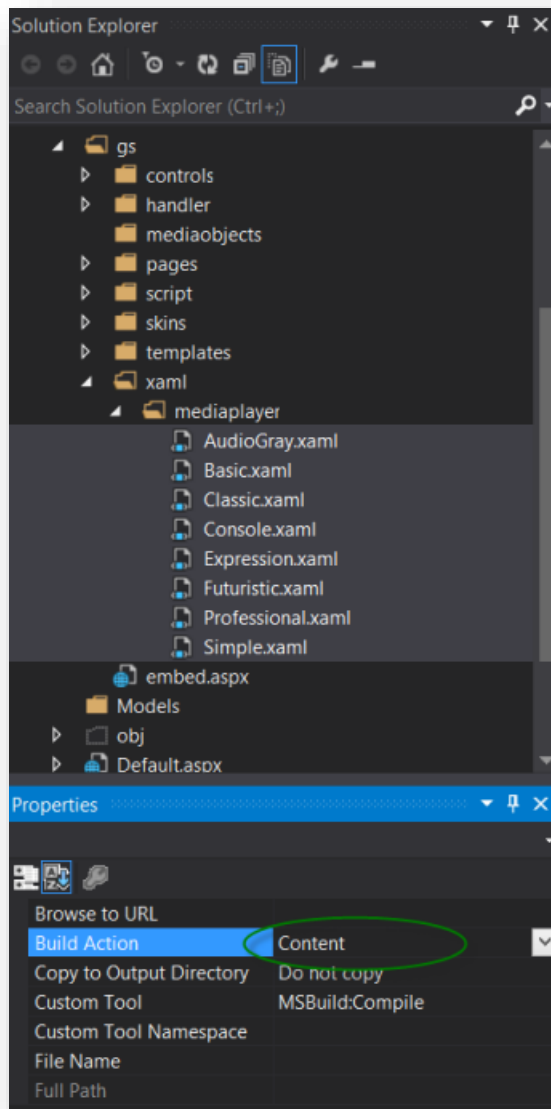 Solution Explorer
Search Solution Explorer (Ctrl+;)
gs
controls
handler
mediaobjects
pages
script
skins
templates
xaml
mediaplayer
AudioGray.xaml
Basic.xaml
Classic.xaml
Console.xaml
Expression.xaml
Futuristic.xaml
Professional.xaml
Simple.xaml
embed.aspx
Models
obj
Default.aspx
Properties
Browse to URL
Build Action Content
Copy to Output Directory Do not copy
Custom Tool MSBuild:Compile
Custom Tool Namespace
File Name
Full Path